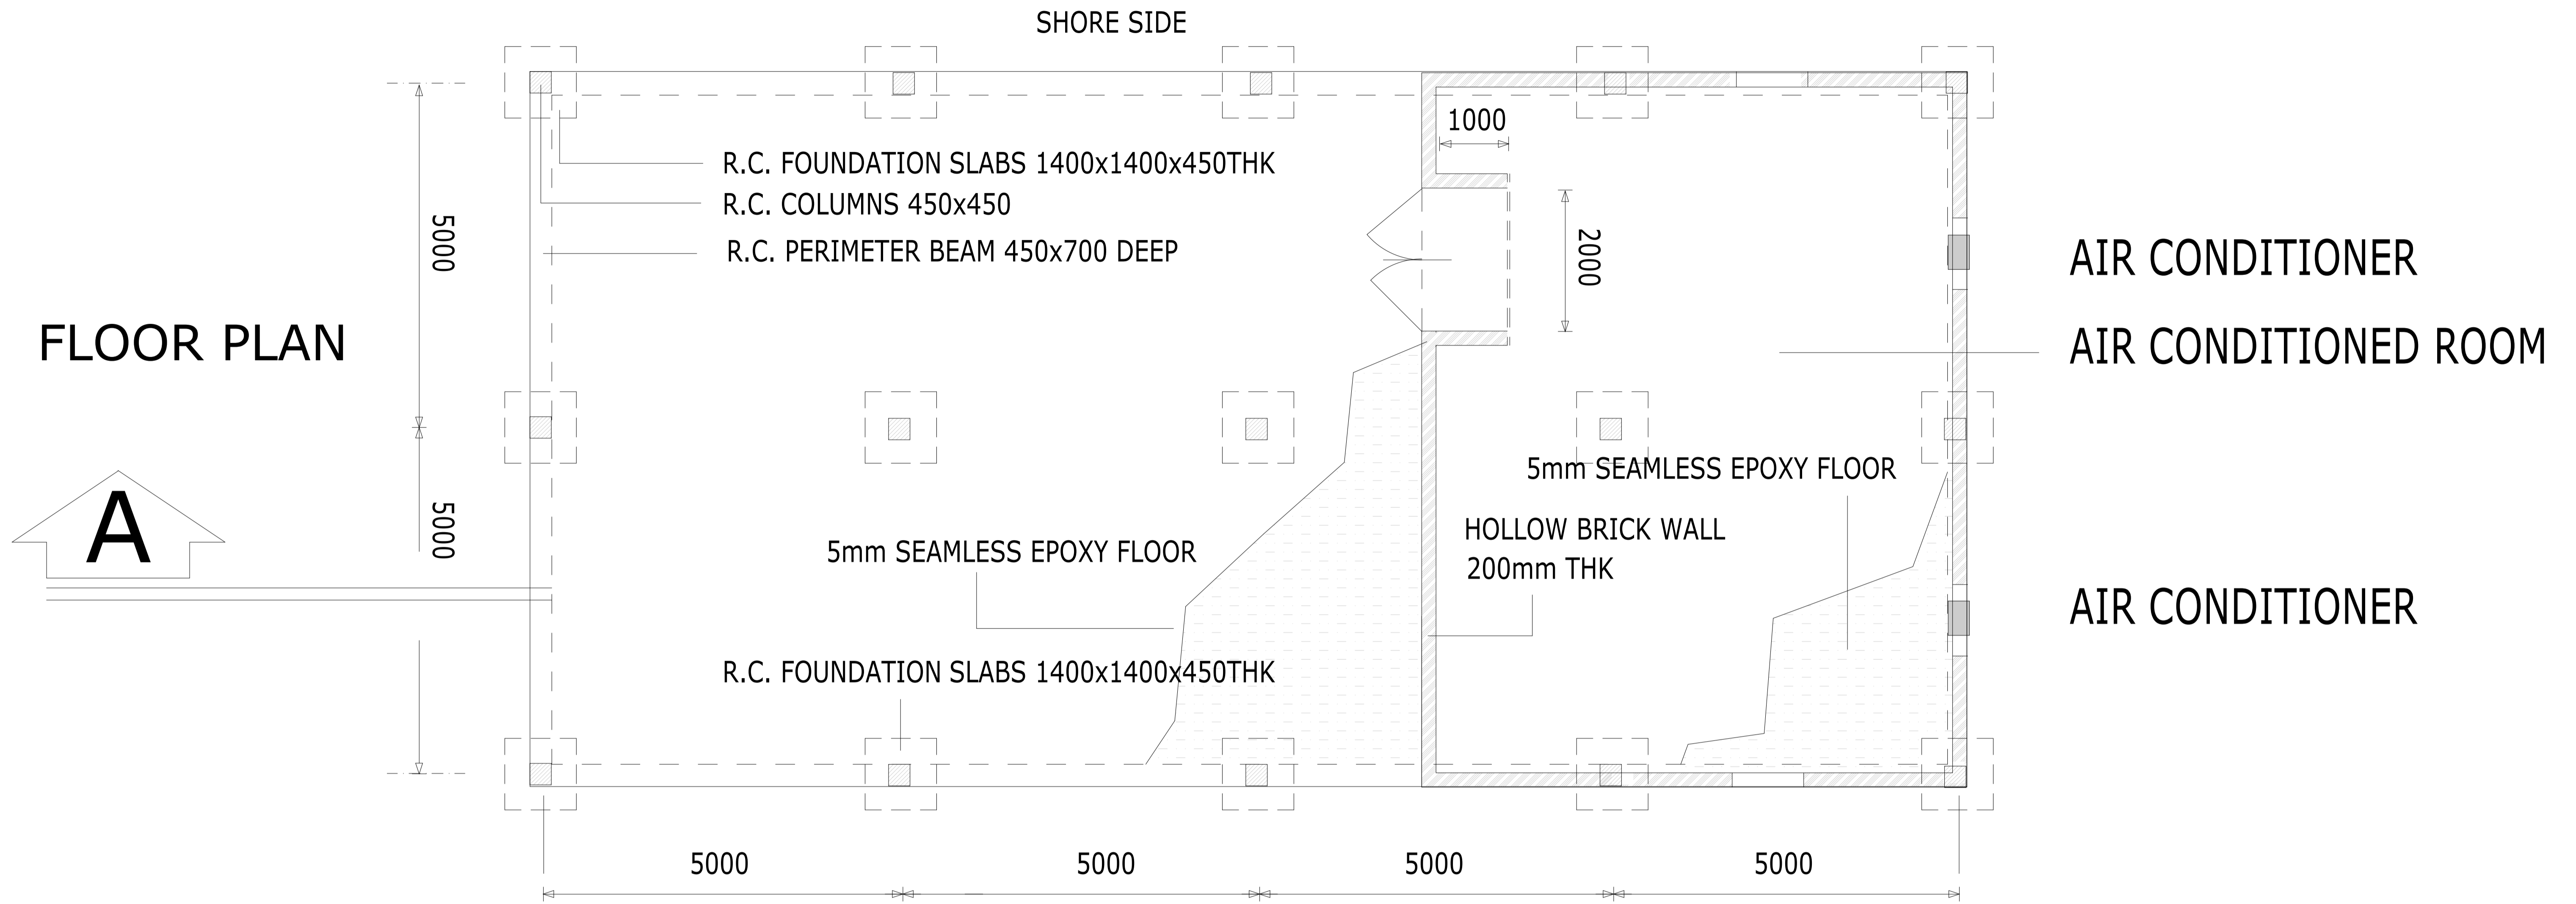 SHORE SIDE
1000
R.C. FOUNDATION SLABS 1400x1400x450THK
R.C. COLUMNS 450x450
R.C. PERIMETER BEAM 450x700 DEEP
5000
2000
AIR CONDITIONER
FLOOR PLAN
AIR CONDITIONED ROOM
5mm SEAMLESS EPOXY FLOOR
A
5000
5mm SEAMLESS EPOXY FLOOR
HOLLOW BRICK WALL
200mm THK
AIR CONDITIONER
R.C. FOUNDATION SLABS 1400x1400x450THK
5000
5000
5000
5000